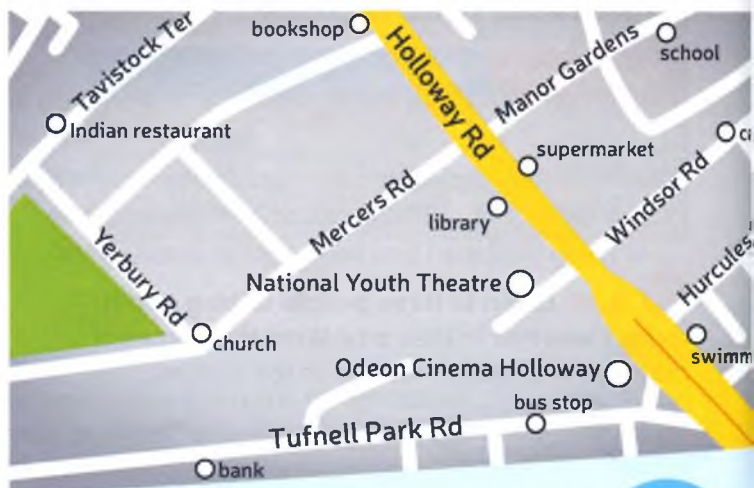 bookshop
Holloway Rd
Manor Gardens
school
Tavistock Ter
Indian restaurant
supermarket
Mercers Rd
library
Windsor Rd
Yerbury Rd
National Youth Theatre
Hurcules
church
Odeon Cinema Holloway
swimm
bus stop
Tufnell Park Rd
bank